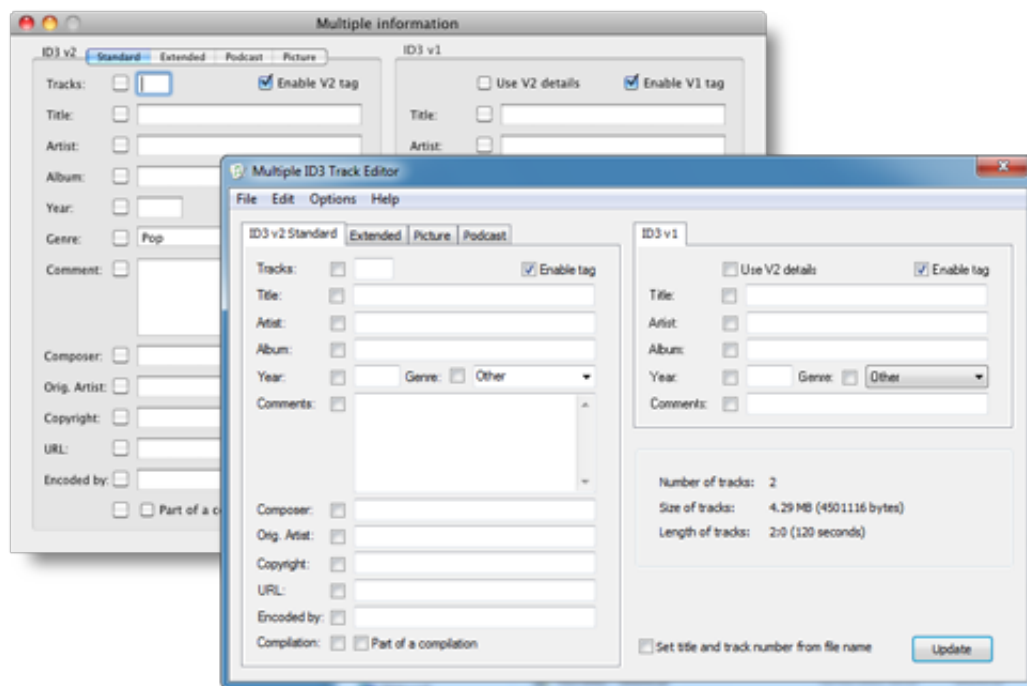 Multiple information
ID3 v2 Standard Extended Podcast Picture
ID3 v1
Tracks: Enable V2 tag
Use V2 details Enable V1 tag
Title:
Title:
Artist:
Artist:
Album:
Year:
Genre: Pop
Comment:
Composer:
Orig. Artist:
Copyright:
URL:
Encoded by:
Part of a
Multiple ID3 Track Editor
File Edit Options Help
ID3 v2 Standard Extended Picture Podcast
Tracks: Enable tag
Title:
Artist:
Album:
Year: Genre: Other
Comments:
Composer:
Orig. Artist:
Copyright:
URL:
Encoded by:
Compilation: Part of a compilation
ID3 v1
Use V2 details Enable tag
Title:
Artist:
Album:
Year: Genre: Other
Comments:
Number of tracks: 2
Size of tracks: 4.29 MB (4501116 bytes)
Length of tracks: 2:0 (120 seconds)
Set title and track number from file name Update